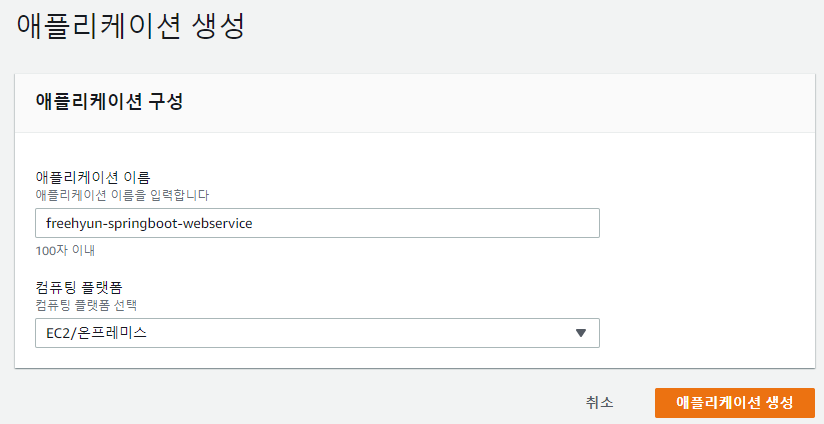 애플리케이션 생성
애플리케이션 구성
애플리케이션 이름
애플리케이션 이름을 입력합니다
freehyun-springboot-webservice
100자 이내
컴퓨팅 플랫폼
컴퓨팅 플랫폼 선택
EC2/온프레미스
취소 애플리케이션 생성